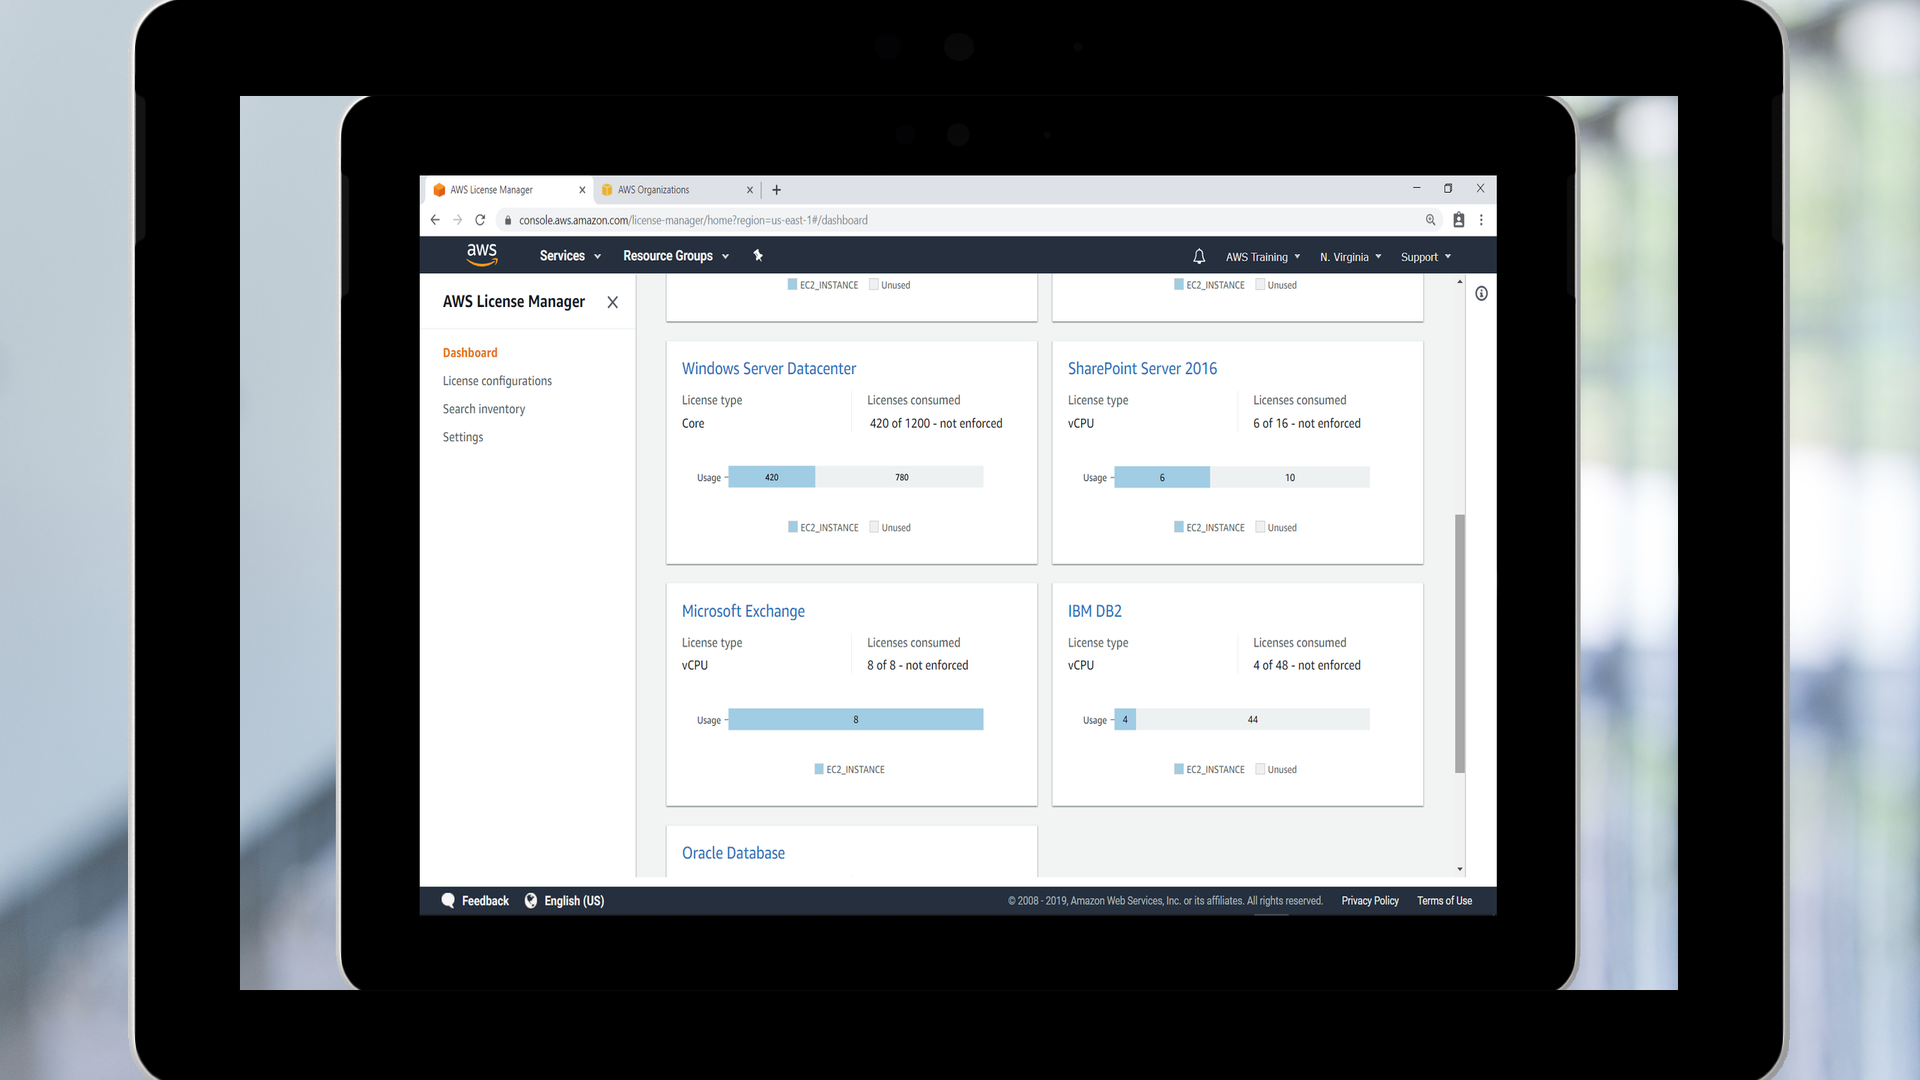 AWS License Manager
AWS Organizations
console.aws.amazon.com/license-manager/home?region=us-east-1#/dashboard
aws
Services
Resource Groups
AWS Training
N. Virginia
Support
AWS License Manager
Dashboard
License configurations
Search inventory
Settings
EC2_INSTANCE Unused
EC2_INSTANCE Unused
Windows Server Datacenter
License type
Core
Licenses consumed
420 of 1200 - not enforced
Usage 420 780
EC2_INSTANCE Unused
SharePoint Server 2016
License type
vCPU
Licenses consumed
6 of 16 - not enforced
Usage 6 10
EC2_INSTANCE Unused
Microsoft Exchange
License type
vCPU
Licenses consumed
8 of 8 - not enforced
Usage 8
EC2_INSTANCE
IBM DB2
License type
vCPU
Licenses consumed
4 of 48 - not enforced
Usage 4 44
EC2_INSTANCE Unused
Oracle Database
Feedback
English (US)
© 2008 - 2019, Amazon Web Services, Inc. or its affiliates. All rights reserved.
Privacy Policy
Terms of Use